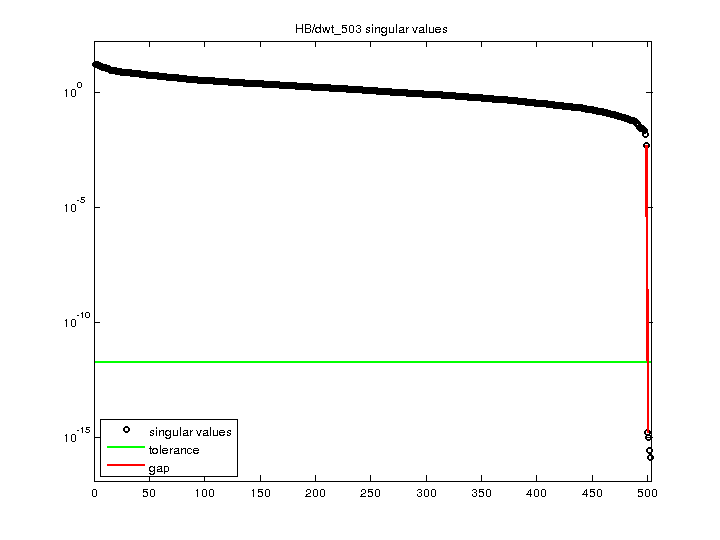 HB/dwt_503 singular values
10^0
10^-5
10^-10
10^-15
singular values
tolerance
gap
0 50 100 150 200 250 300 350 400 450 500